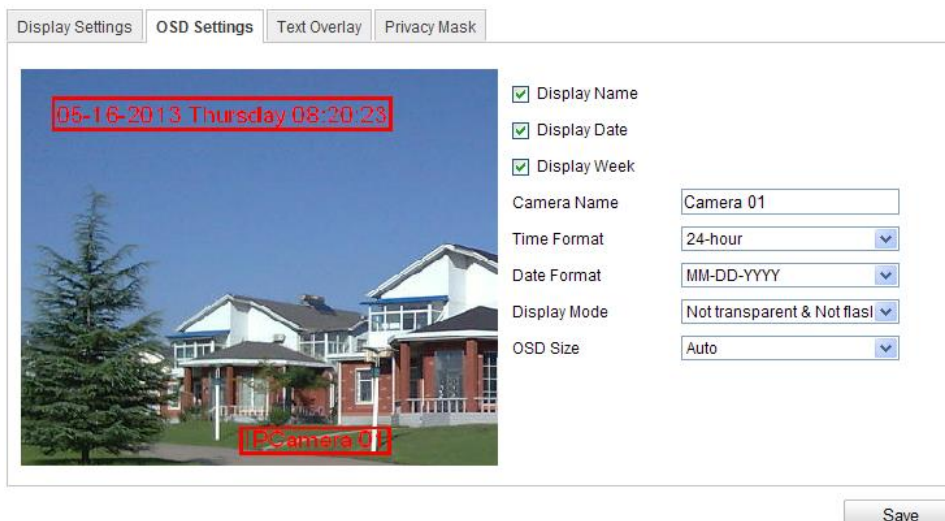 Display Settings OSD Settings Text Overlay Privacy Mask
05-16-2013 Thursday 08:20:23
Display Name
Display Date
Display Week
Camera Name Camera 01
Time Format 24-hour
Date Format MM-DD-YYYY
Display Mode Not transparent & Not flasl
OSD Size Auto
IPCamera 01
Save